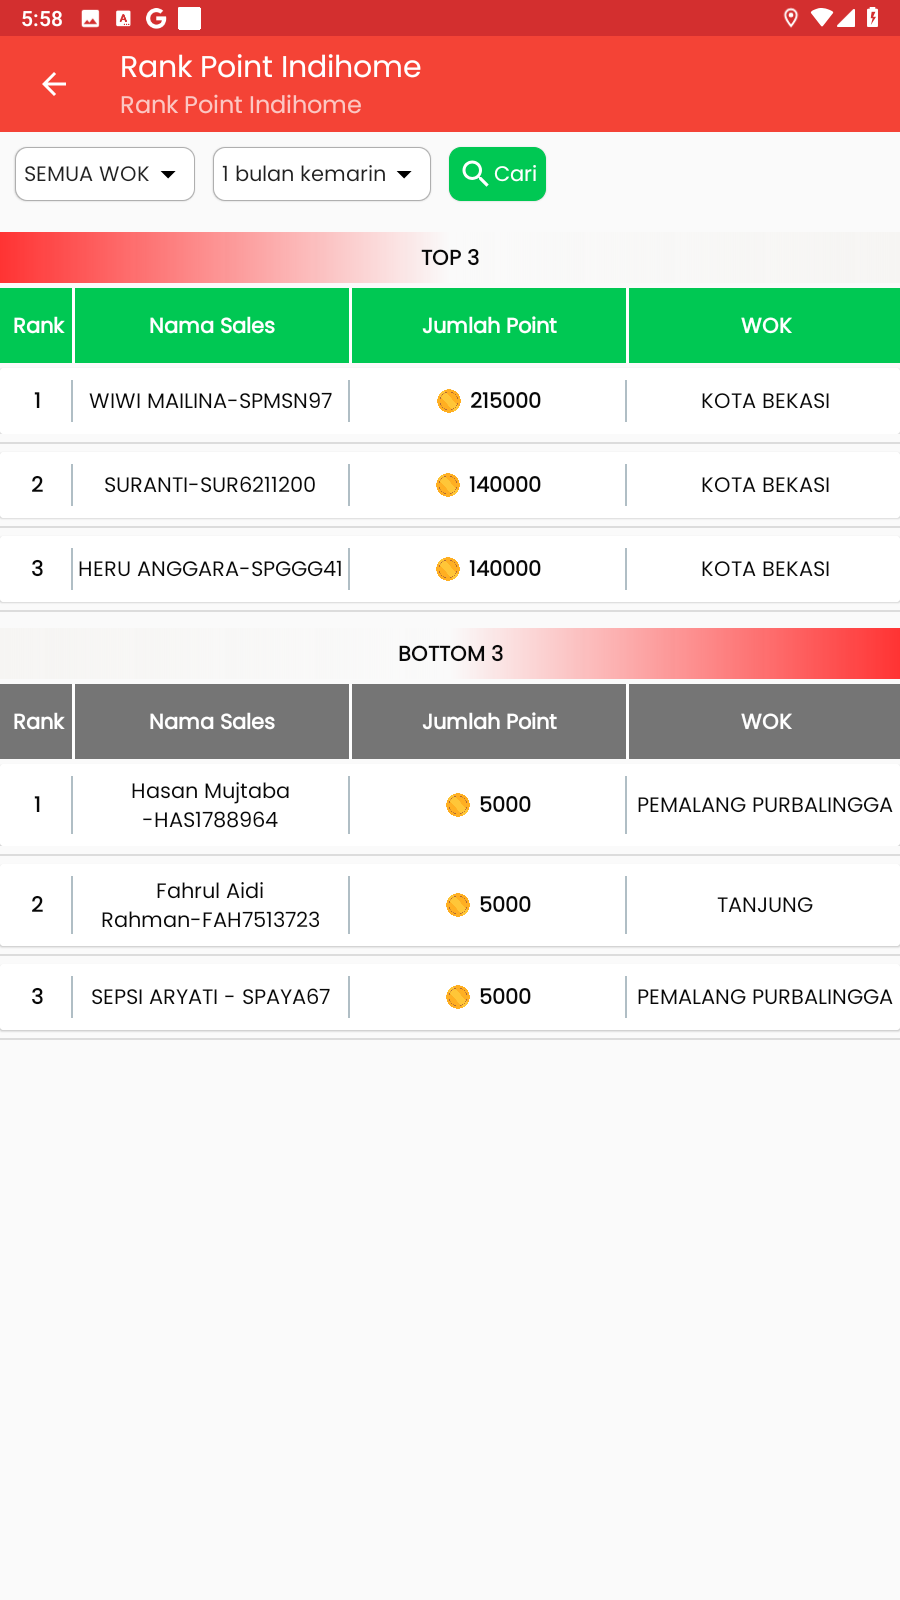 5:58
Rank Point Indihome
Rank Point Indihome
SEMUA WOK
1 bulan kemarin
Cari
TOP 3
Rank Nama Sales Jumlah Point WOK
1 WIWI MAILINA-SPMSN97 215000 KOTA BEKASI
2 SURANTI-SUR6211200 140000 KOTA BEKASI
3 HERU ANGGARA-SPGGG41 140000 KOTA BEKASI
BOTTOM 3
Rank Nama Sales Jumlah Point WOK
1 Hasan Mujtaba
-HAS1788964 5000 PEMALANG PURBALINGGA
2 Fahrul Aidi
Rahman-FAH7513723 5000 TANJUNG
3 SEPSI ARYATI - SPAYA67 5000 PEMALANG PURBALINGGA